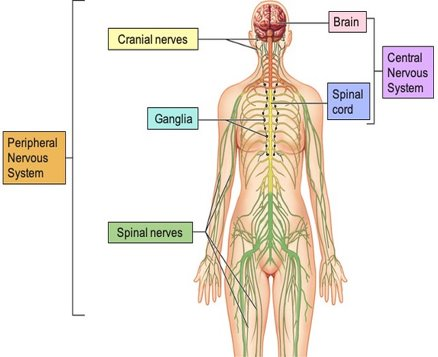 Brain
Cranial nerves
Central
Nervous
System
Spinal
cord
Ganglia
Peripheral
Nervous
System
Spinal nerves